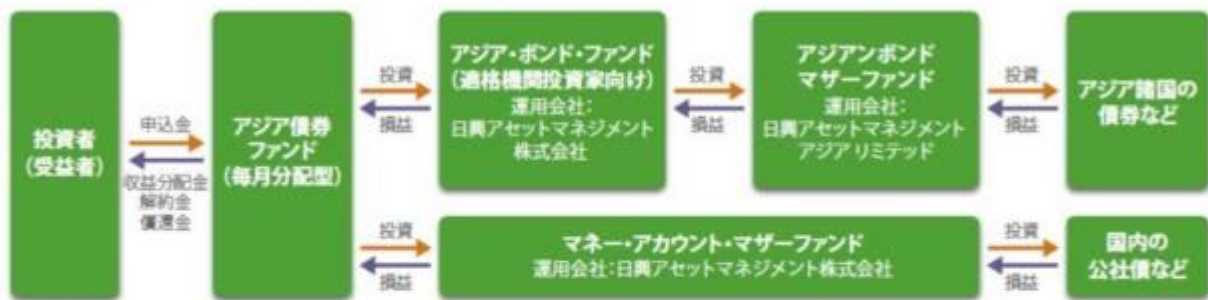 投資者
(受益者)
申込金
収益分配金
解約金
償還金
アジア債券
ファンド
(毎月分配型)
投資
損益
アジア・ボンド・ファンド
(適格機関投資家向け)
運用会社:
日興アセットマネジメント
株式会社
投資
損益
アジアンボンド
マザーファンド
運用会社:
日興アセットマネジメント
アジア リミテッド
投資
損益
アジア諸国の
債券など
投資
損益
マネー・アカウント・マザーファンド
運用会社:日興アセットマネジメント株式会社
投資
損益
国内の
公社債など